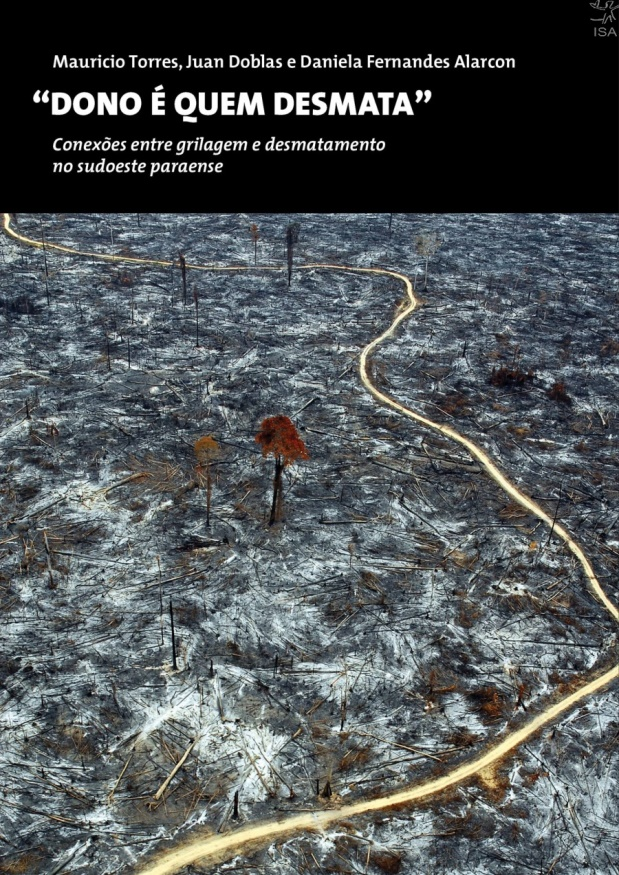 ISA
Mauricio Torres, Juan Doblas e Daniela Fernandes Alarcon
“DONO É QUEM DESMATA”
Conexões entre grilagem e desmatamento
no sudoeste paraense